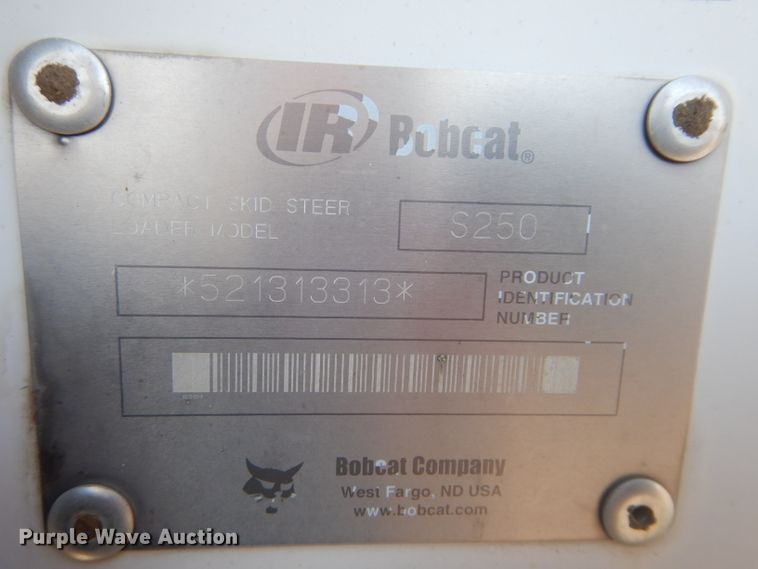 IR Bobcat®
COMPACT SKID STEER
LOADER MODEL
S250
*521313313*
PRODUCT
IDENTIFICATION
NUMBER
Bobcat Company
West Fargo, ND USA
www.bobcat.com
Purple Wave Auction